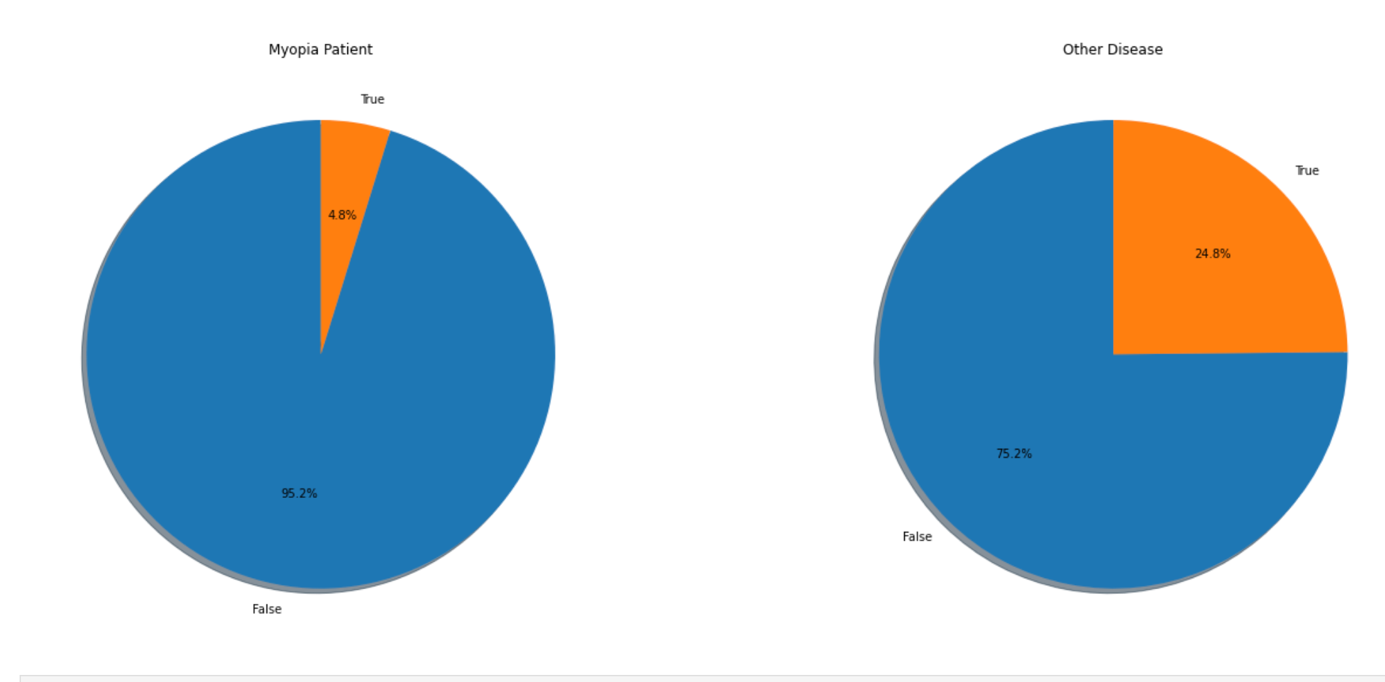 Myopia Patient
True
4.8%
95.2%
False
Other Disease
True
24.8%
75.2%
False